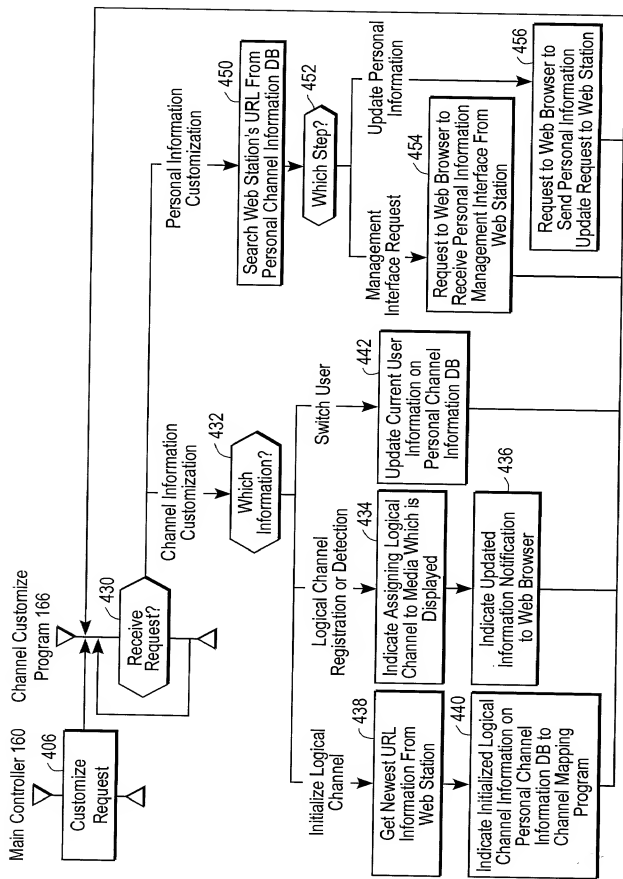 Main Controller 160
406
Customize
Request
Channel Customize
Program 166
430
Receive
Request?
Channel Information
Customization
432
Which
Information?
Initialize Logical
Channel
438
Get Newest URL
Information From
Web Station
440
Indicate Initialized Logical
Channel Information on
Personal Channel
Information DB to
Channel Mapping
Program
Logical Channel
Registration or Detection
434
Indicate Assigning Logical
Channel to Media Which is
Displayed
436
Indicate Updated
Information Notification
to Web Browser
Switch User
442
Update Current User
Information on
Personal Channel
Information DB
Personal Information
Customization
450
Search Web Station's URL From
Personal Channel Information DB
452
Which Step?
Management
Interface Request
454
Request to Web Browser to
Receive Personal Information
Management Interface From
Web Station
Update Personal
Information
456
Request to Web Browser to
Send Personal Information
Update Request to Web Station